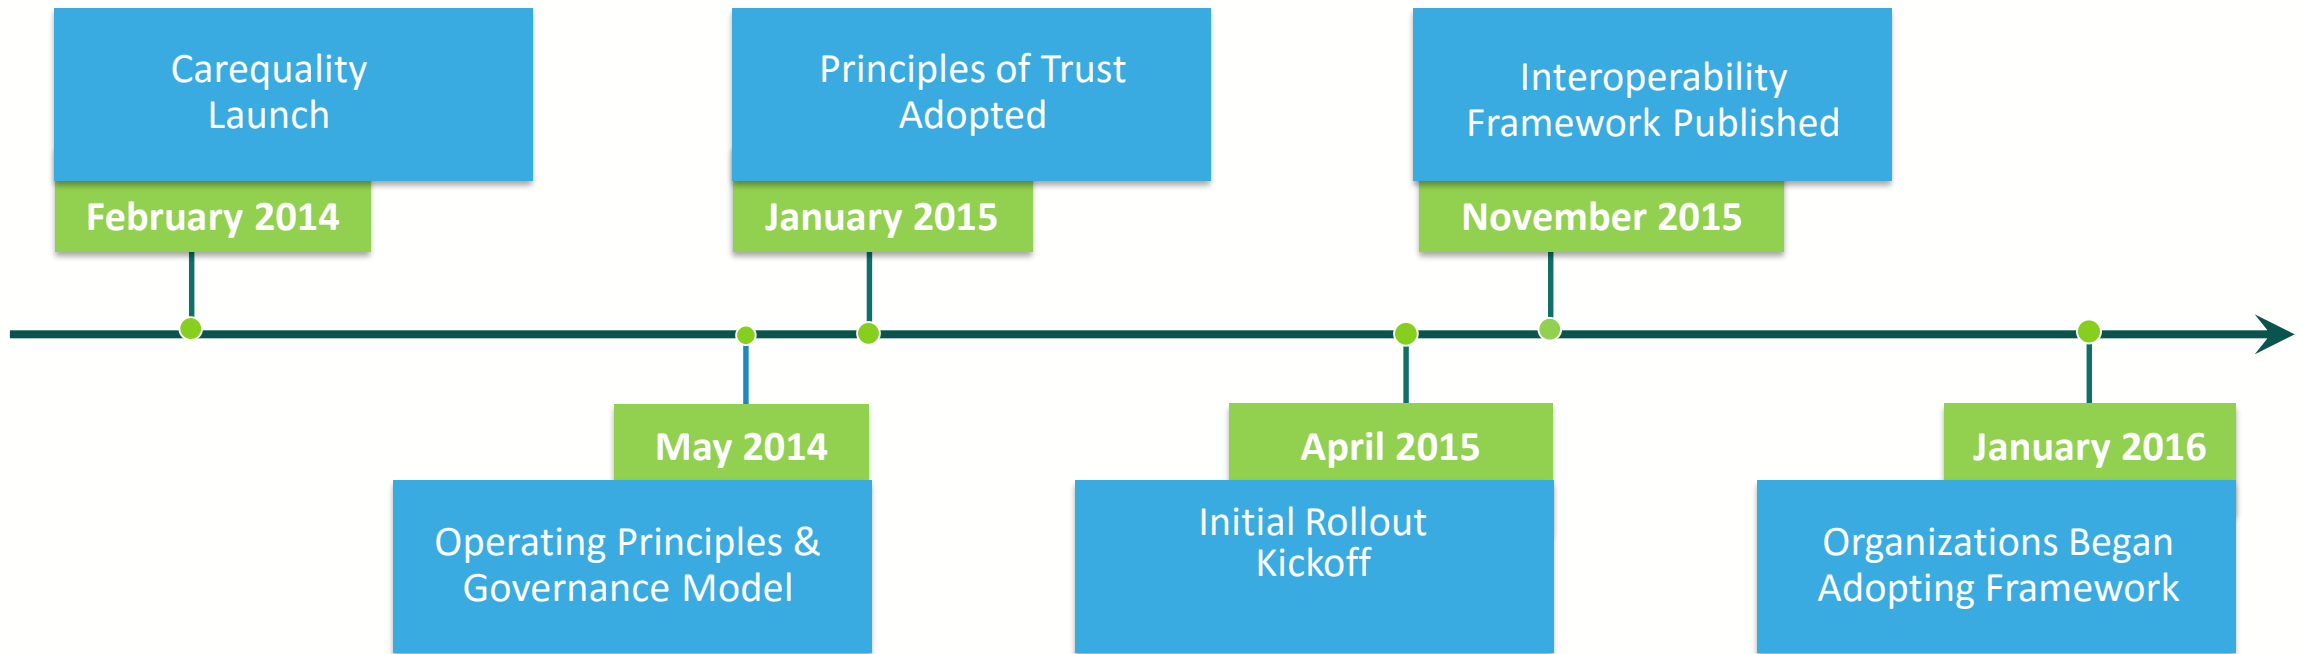 Carequality
Launch
February 2014
Principles of Trust
Adopted
January 2015
Interoperability
Framework Published
November 2015
May 2014
Operating Principles &
Governance Model
April 2015
Initial Rollout
Kickoff
January 2016
Organizations Began
Adopting Framework